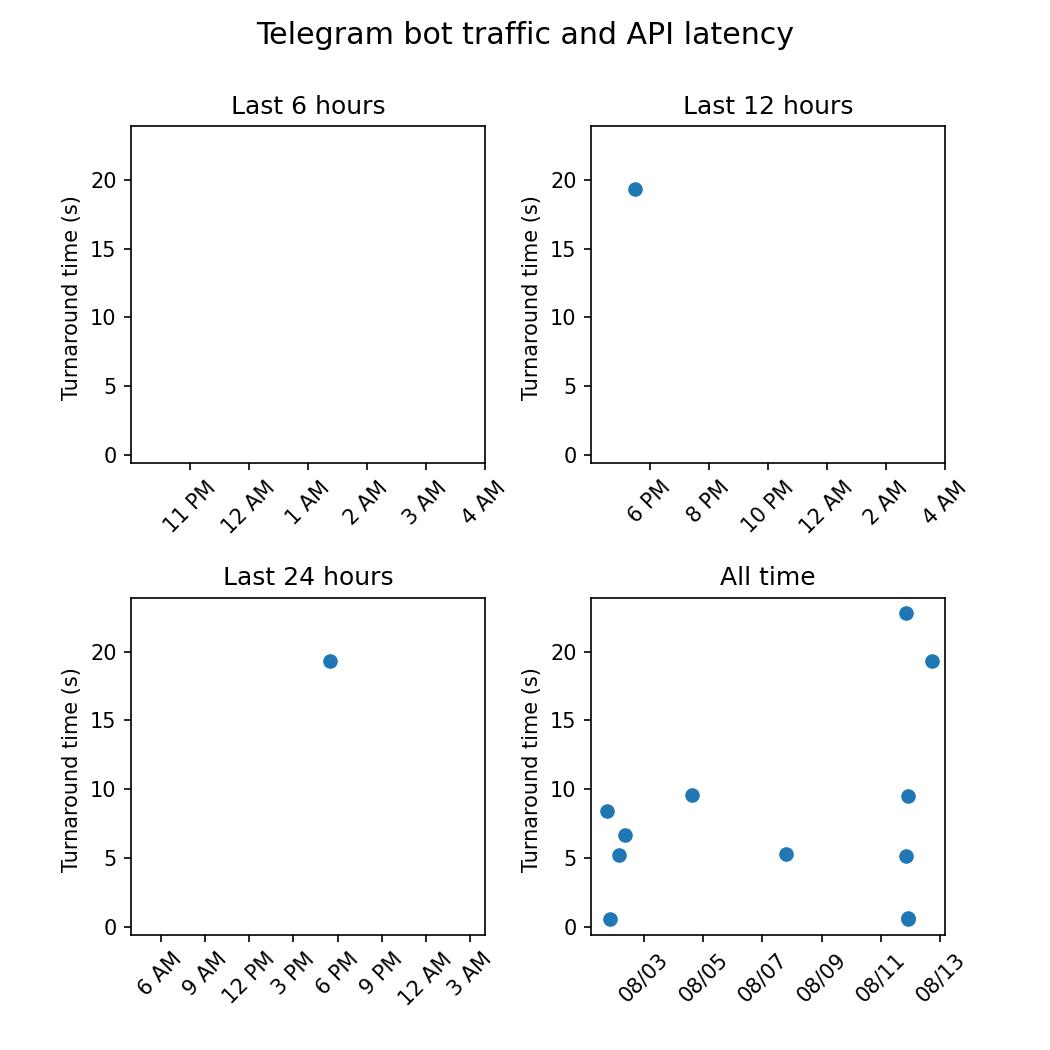 Telegram bot traffic and API latency
Last 6 hours
Turnaround time (s)
20
15
10
5
0
11 PM
12 AM
1 AM
2 AM
3 AM
4 AM
Last 12 hours
Turnaround time (s)
20
15
10
5
0
6 PM
8 PM
10 PM
12 AM
2 AM
4 AM
Last 24 hours
Turnaround time (s)
20
15
10
5
0
6 AM
9 AM
12 PM
3 PM
6 PM
9 PM
12 AM
3 AM
All time
Turnaround time (s)
20
15
10
5
0
08/03
08/05
08/07
08/09
08/11
08/13